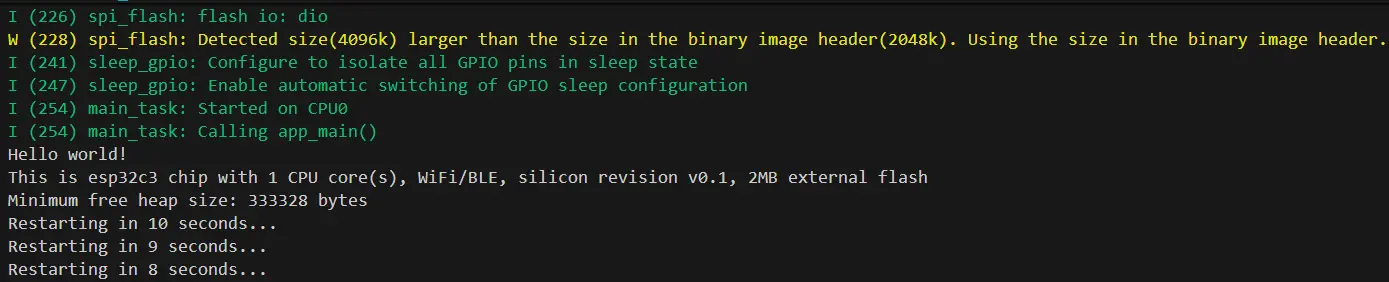 I (226) spi_flash: flash io: dio
W (228) spi_flash: Detected size(4096k) larger than the size in the binary image header(2048k). Using the size in the binary image header.
I (241) sleep_gpio: Configure to isolate all GPIO pins in sleep state
I (247) sleep_gpio: Enable automatic switching of GPIO sleep configuration
I (254) main_task: Started on CPU0
I (254) main_task: Calling app_main()
Hello world!
This is esp32c3 chip with 1 CPU core(s), WiFi/BLE, silicon revision v0.1, 2MB external flash
Minimum free heap size: 333328 bytes
Restarting in 10 seconds...
Restarting in 9 seconds...
Restarting in 8 seconds...